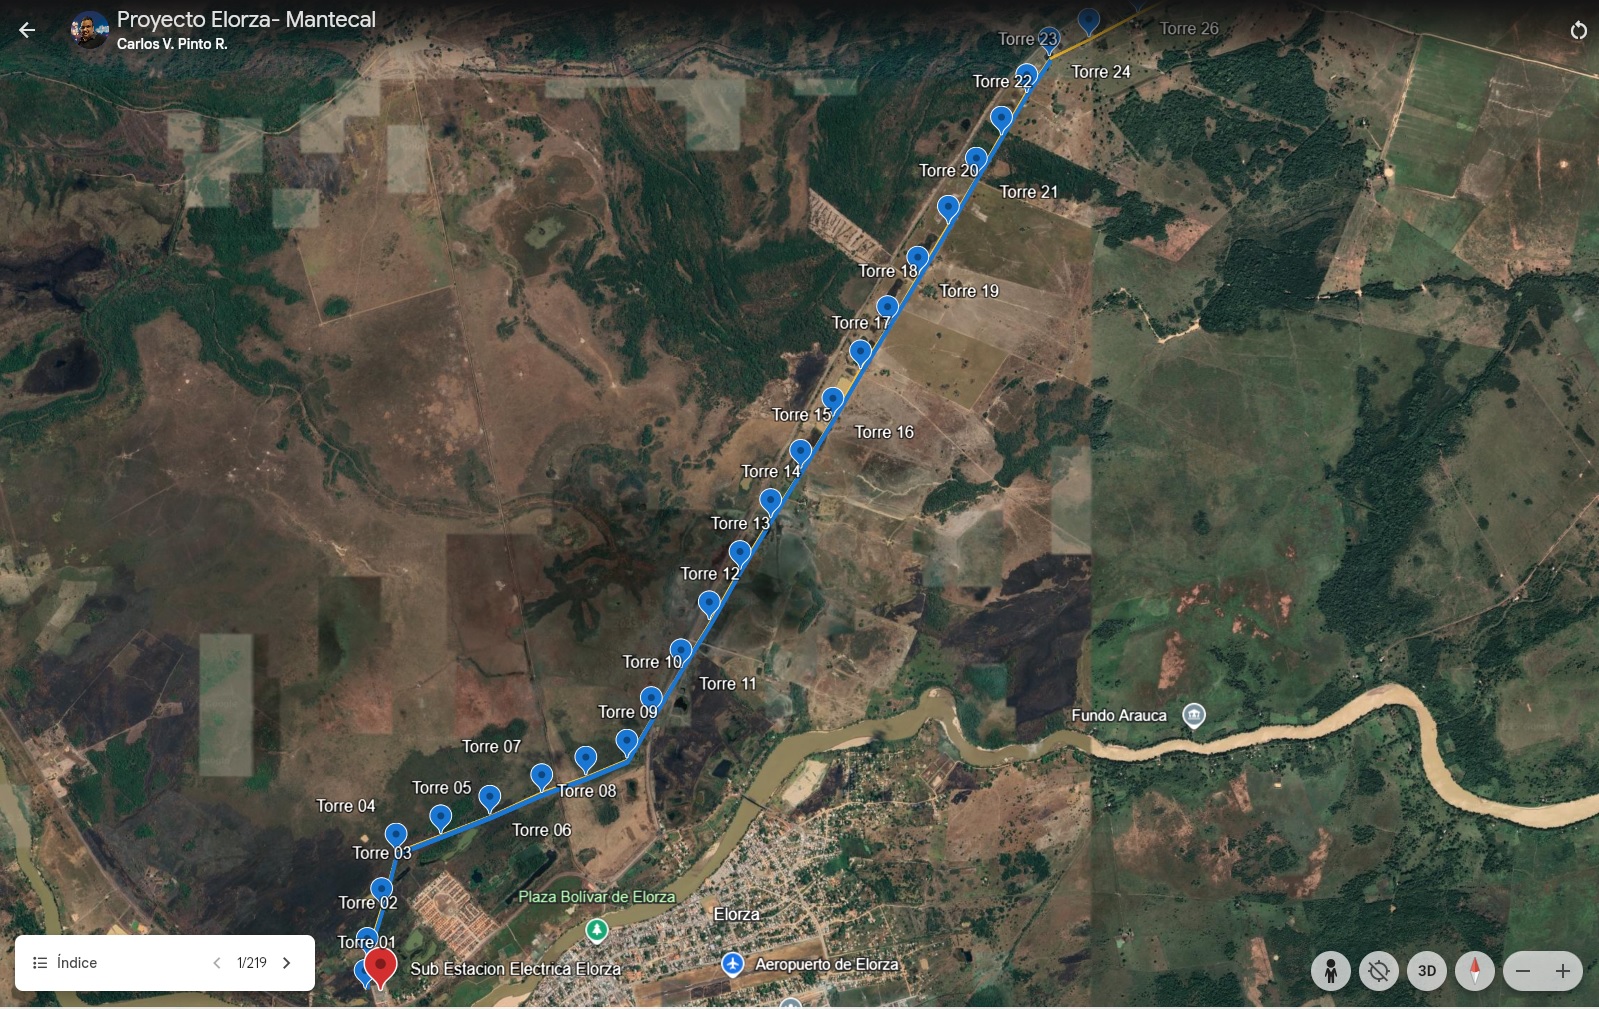 Proyecto Elorza- Mantecal
Carlos V. Pinto R.
Torre 26
Torre 23
Torre 24
Torre 22
Torre 20
Torre 21
Torre 18
Torre 19
Torre 17
Torre 15
Torre 16
Torre 14
Torre 13
Torre 12
Torre 10
Torre 11
Torre 09
Fundo Arauca
Torre 07
Torre 05
Torre 08
Torre 04
Torre 06
Torre 03
Plaza Bolívar de Elorza
Torre 02
Elorza
Torre 01
Índice
1/219
Sub Estacion Electrica Elorza
Aeropuerto de Elorza
3D